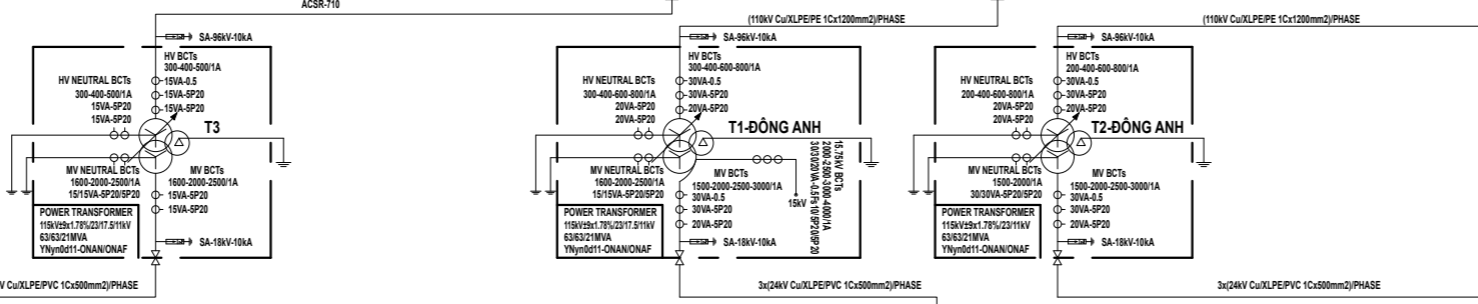 ACSR-710
(110kV Cu/XLPE/PE 1Cx1200mm2)/PHASE
(110kV Cu/XLPE/PE 1Cx1200mm2)/PHASE
SA-96kV-10kA
HV BCTs
300-400-500/1A
15VA-0.5
15VA-5P20
15VA-5P20
HV NEUTRAL BCTs
300-400-500/1A
15VA-5P20
15VA-5P20
T3
MV NEUTRAL BCTs
1600-2000-2500/1A
15/15VA-5P20/5P20
MV BCTs
1600-2000-2500/1A
15VA-5P20
15VA-5P20
POWER TRANSFORMER
115kV±9x1.78%/23/17.5/11kV
63/63/21MVA
YNyn0d11-ONAN/ONAF
SA-18kV-10kA
V Cu/XLPE/PVC 1Cx500mm2)/PHASE
SA-96kV-10kA
HV BCTs
300-400-600-800/1A
30VA-0.5
30VA-5P20
20VA-5P20
HV NEUTRAL BCTs
300-400-600-800/1A
20VA-5P20
20VA-5P20
T1-ĐÔNG ANH
15.75kV BCTs
15kV
MV NEUTRAL BCTs
1600-2000-2500/1A
15/15VA-5P20/5P20
MV BCTs
1500-2000-2500-3000/1A
30VA-0.5
30VA-5P20
20VA-5P20
POWER TRANSFORMER
115kV±9x1.78%/23/17.5/11kV
63/63/21MVA
YNyn0d11-ONAN/ONAF
SA-18kV-10kA
3x(24kV Cu/XLPE/PVC 1Cx500mm2)/PHASE
SA-96kV-10kA
HV BCTs
200-400-600-800/1A
30VA-0.5
30VA-5P20
20VA-5P20
HV NEUTRAL BCTs
200-400-600-800/1A
20VA-5P20
20VA-5P20
T2-ĐÔNG ANH
MV NEUTRAL BCTs
1500-2000/1A
30/30VA-5P20/5P20
MV BCTs
1500-2000-2500-3000/1A
30VA-0.5
30VA-5P20
20VA-5P20
POWER TRANSFORMER
115kV±9x1.78%/23/11kV
63/63/21MVA
YNyn0d11-ONAN/ONAF
SA-18kV-10kA
3x(24kV Cu/XLPE/PVC 1Cx500mm2)/PHASE